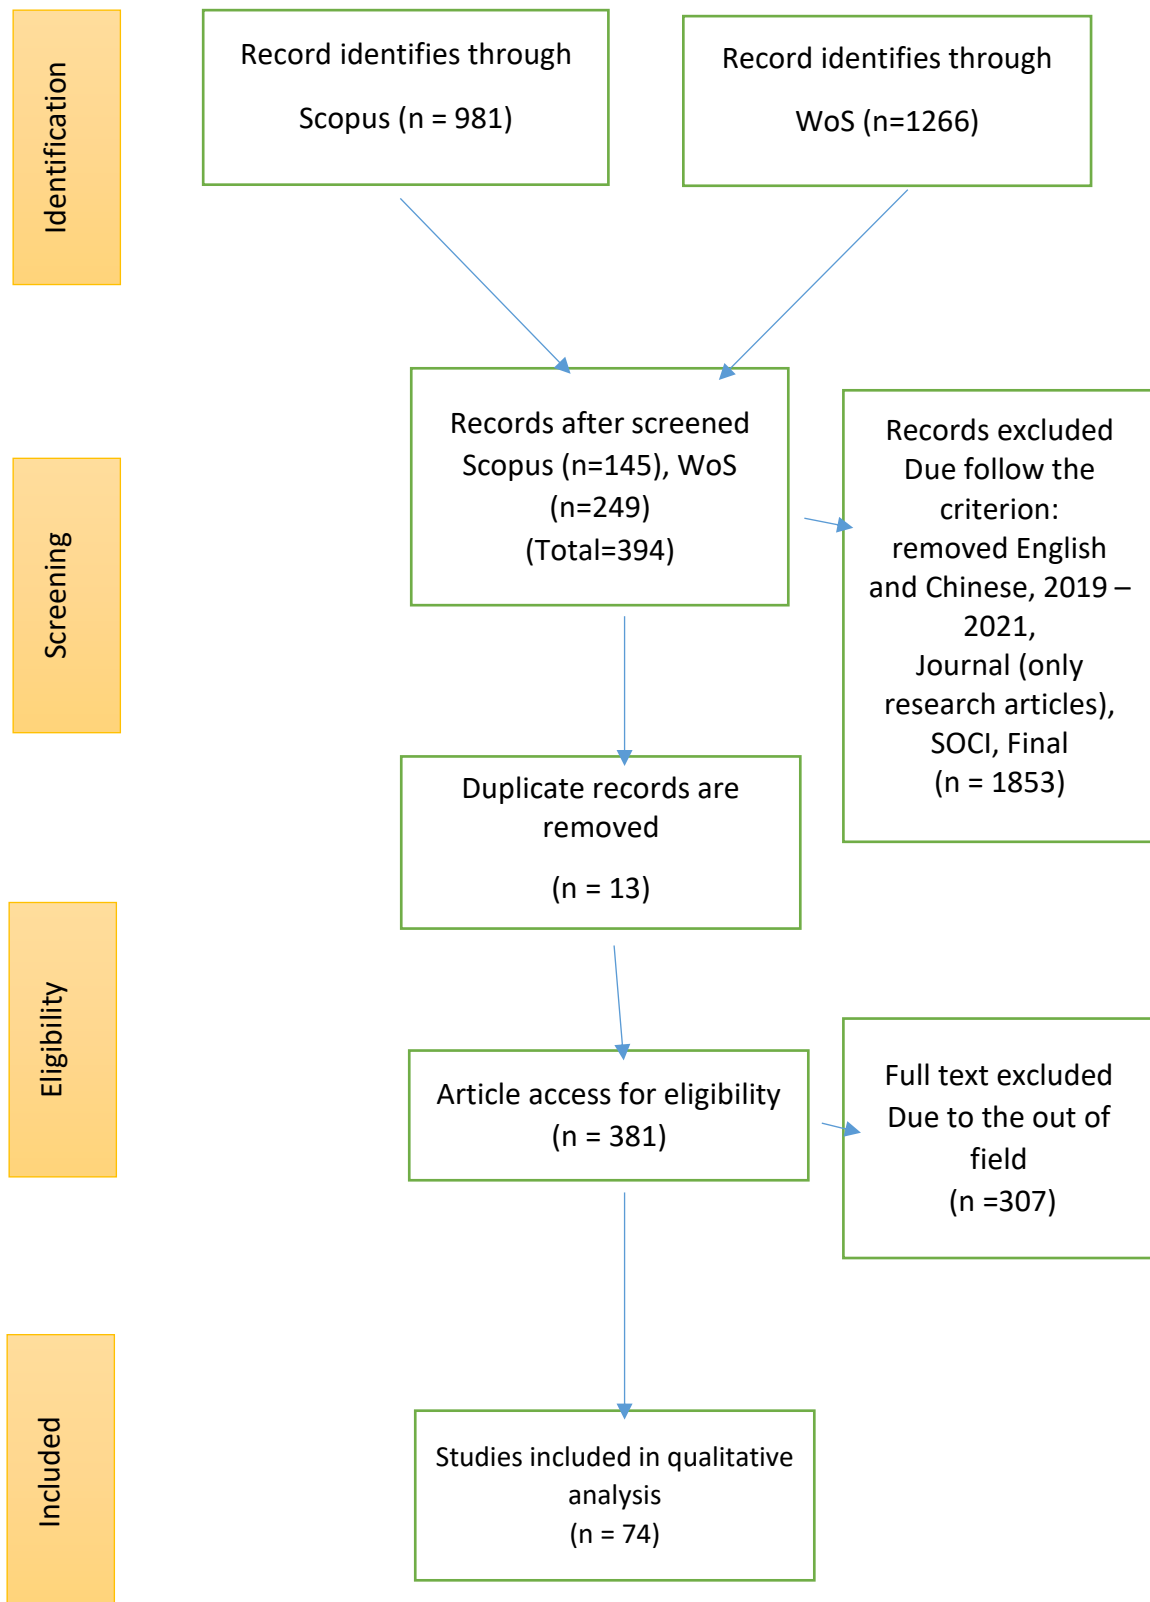 Identification
Record identifies through
Scopus (n = 981)
Record identifies through
WoS (n=1266)
Screening
Records after screened
Scopus (n=145), WoS
(n=249)
(Total=394)
Records excluded
Due follow the
criterion:
removed English
and Chinese, 2019 –
2021,
Journal (only
research articles),
SOCI, Final
(n = 1853)
Duplicate records are
removed
(n = 13)
Eligibility
Article access for eligibility
(n = 381)
Full text excluded
Due to the out of
field
(n =307)
Included
Studies included in qualitative
analysis
(n = 74)